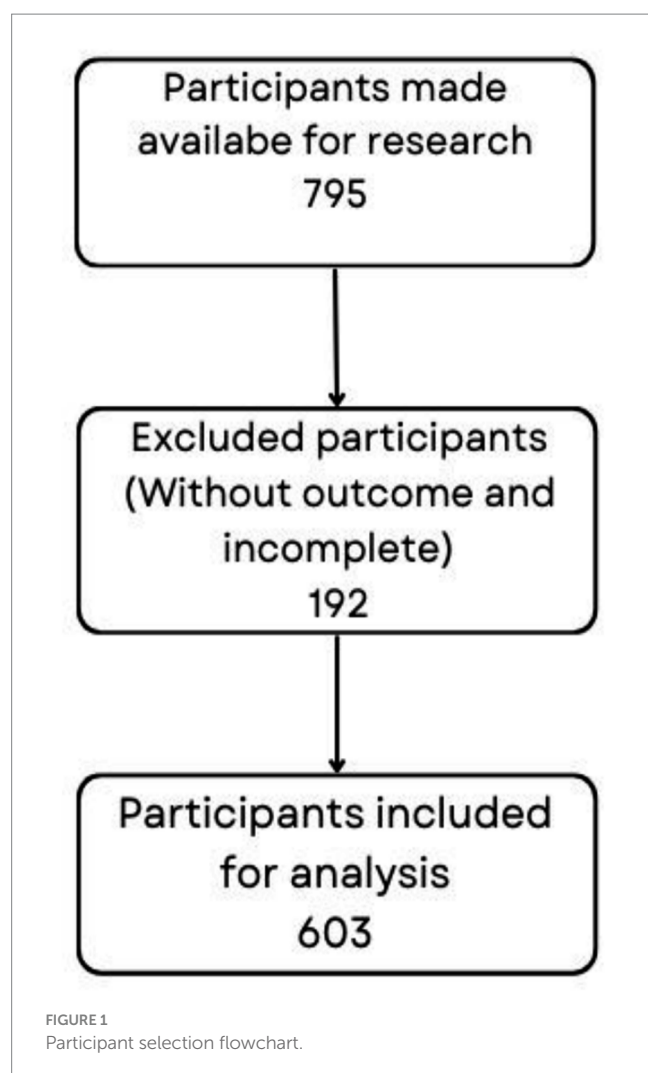 Participants made
availabe for research
795
Excluded participants
(Without outcome and
incomplete)
192
Participants included
for analysis
603
FIGURE 1
Participant selection flowchart.